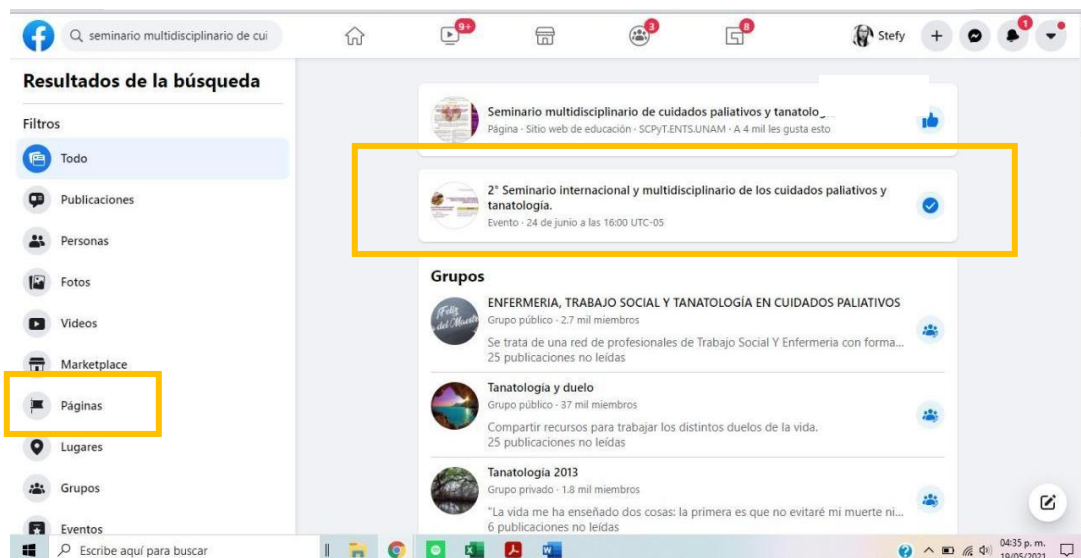 seminario multidisciplinario de cui
9+
3
8
Stefy
1
Resultados de la búsqueda
Filtros
Todo
Publicaciones
Personas
Fotos
Videos
Marketplace
Páginas
Lugares
Grupos
Eventos
Seminario multidisciplinario de cuidados paliativos y
Página · Sitio web de educación · SCPyT.ENTS.UNAM · A 4 mil les gusta esto
2° Seminario internacional y multidisciplinario de los cuidados paliativos y
tanatología.
Evento · 24 de junio a las 16:00 UTC-05
Grupos
ENFERMERIA, TRABAJO SOCIAL Y TANATOLOGÍA EN CUIDADOS PALIATIVOS
Grupo público · 2.7 mil miembros
Se trata de una red de profesionales de Trabajo Social Y Enfermeria con forma...
25 publicaciones no leídas
Tanatología y duelo
Grupo público · 37 mil miembros
Compartir recursos para trabajar los distintos duelos de la vida.
25 publicaciones no leídas
Tanatología 2013
Grupo privado · 1.8 mil miembros
"La vida me ha enseñado dos cosas: la primera es que no evitaré mi muerte ni...
6 publicaciones no leídas
Escribe aquí para buscar
04:35 p. m.
19/05/2021